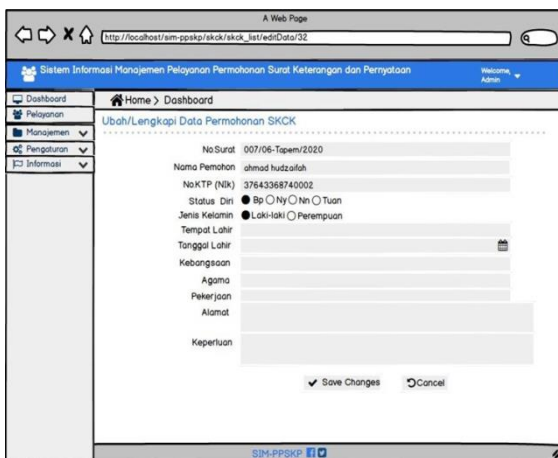 A Web Page
http://localhost/sim-ppskp/skck/skck_list/editData/32
Sistem Informasi Manajemen Pelayanan Permohonan Surat Keterangan dan Pernyataan
Welcome, Admin
Dashboard
Home > Dashboard
Pelayanan
Manajemen
Pengaturan
Informasi
Ubah/Lengkapi Data Permohonan SKCK
No.Surat 007/06-Tapem/2020
Nama Pemohon ahmad hudzaifah
No.KTP (NIk) 37643368740002
Status Diri Bp Ny Nn Tuan
Jenis Kelamin Laki-laki Perempuan
Tempat Lahir
Tanggal Lahir
Kebangsaan
Agama
Pekerjaan
Alamat
Keperluan
Save Changes Cancel
SIM-PPSKP